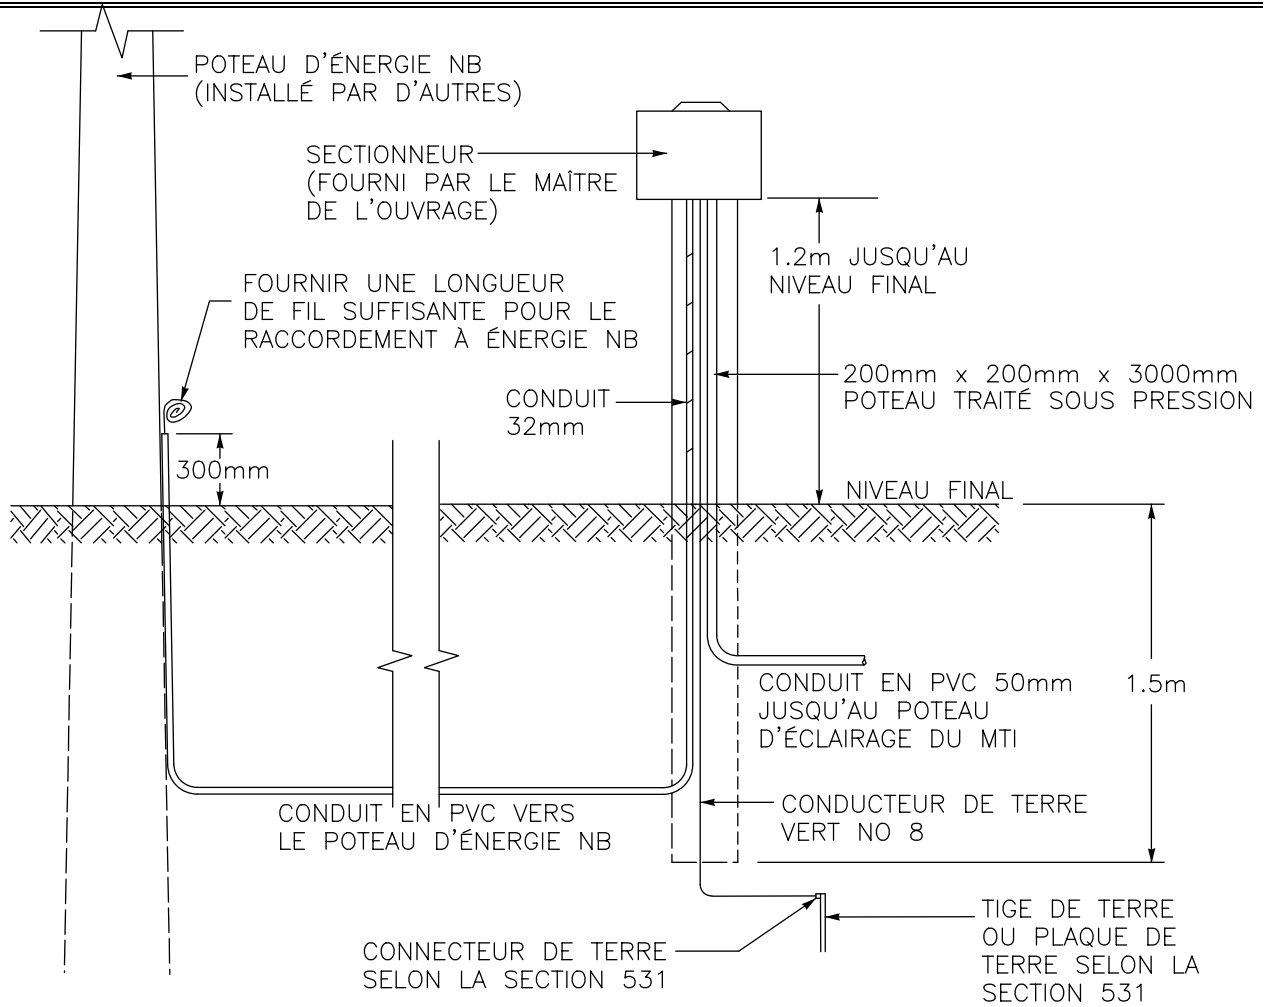 POTEAU D'ÉNERGIE NB
(INSTALLÉ PAR D'AUTRES)
SECTIONNEUR
(FOURNI PAR LE MAÎTRE
DE L'OUVRAGE)
1.2m JUSQU'AU
NIVEAU FINAL
FOURNIR UNE LONGUEUR
DE FIL SUFFISANTE POUR LE
RACCORDEMENT À ÉNERGIE NB
200mm x 200mm x 3000mm
POTEAU TRAITÉ SOUS PRESSION
CONDUIT
32mm
300mm
NIVEAU FINAL
CONDUIT EN PVC 50mm
JUSQU'AU POTEAU
D'ÉCLAIRAGE DU MTI
1.5m
CONDUIT EN PVC VERS
LE POTEAU D'ÉNERGIE NB
CONDUCTEUR DE TERRE
VERT NO 8
CONNECTEUR DE TERRE
SELON LA SECTION 531
TIGE DE TERRE
OU PLAQUE DE
TERRE SELON LA
SECTION 531